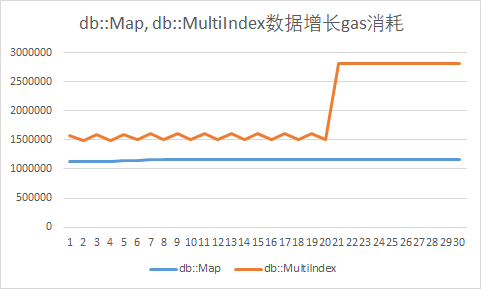 db::Map, db::MultiIndex数据增长gas消耗
3000000
2500000
2000000
1500000
1000000
500000
0
1 2 3 4 5 6 7 8 9 10 11 12 13 14 15 16 17 18 19 20 21 22 23 24 25 26 27 28 29 30
db::Map db::MultiIndex